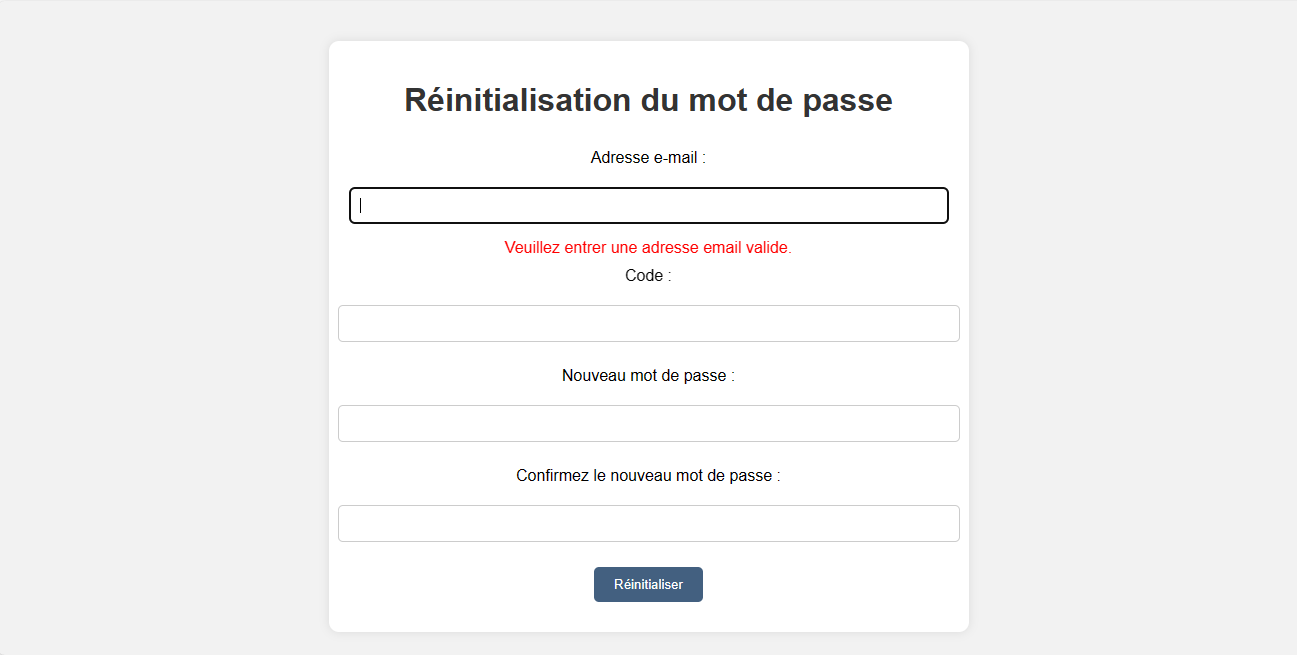 Réinitialisation du mot de passe
Adresse e-mail :
Veuillez entrer une adresse email valide.
Code :
Nouveau mot de passe :
Confirmez le nouveau mot de passe :
Réinitialiser